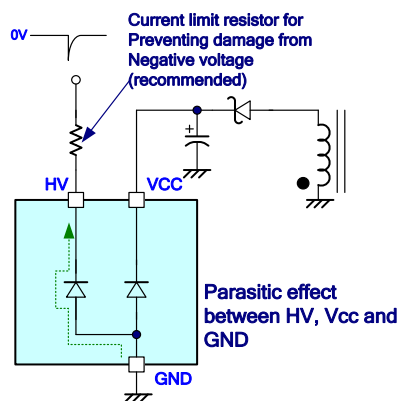 0V
Current limit resistor for
Preventing damage from
Negative voltage
(recommended)
+
HV
VCC
Parasitic effect
between HV, Vcc and
GND
GND